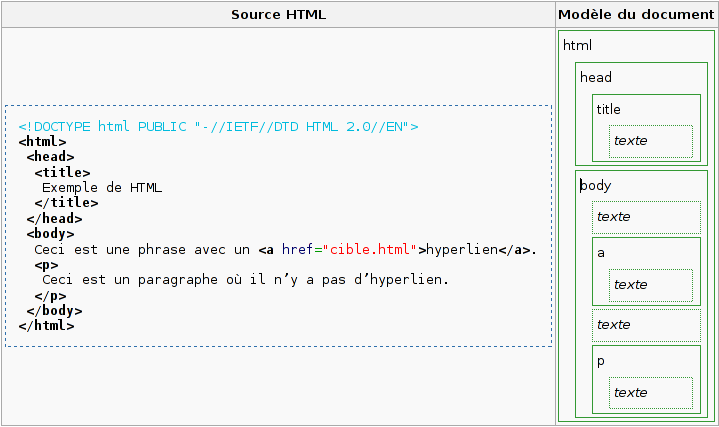 Source HTML
Modèle du document
<!DOCTYPE html PUBLIC "-//IETF//DTD HTML 2.0//EN">
<html>
<head>
<title>
Exemple de HTML
</title>
</head>
<body>
Ceci est une phrase avec un <a href="cible.html">hyperlien</a>.
<p>
Ceci est un paragraphe où il n’y a pas d’hyperlien.
</p>
</body>
</html>
html
head
title
texte
body
texte
a
texte
texte
p
texte